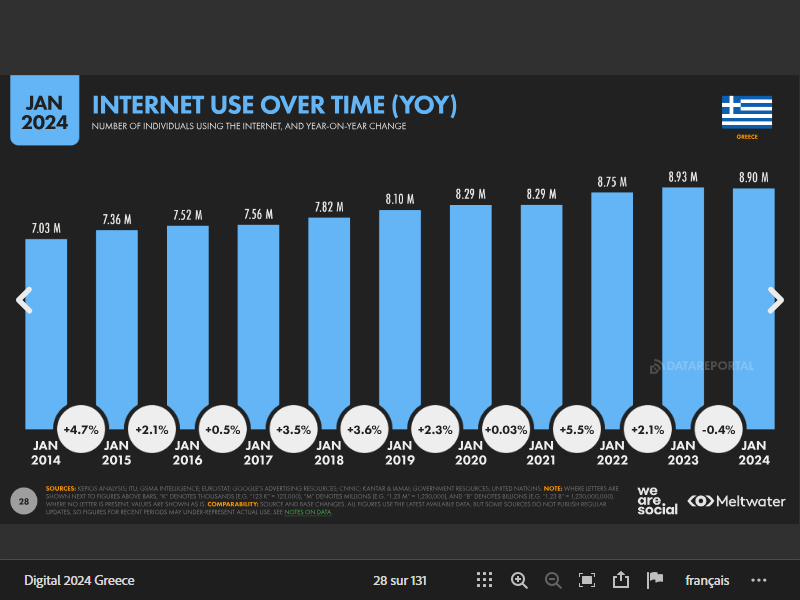 JAN
2024
INTERNET USE OVER TIME (YOY)
NUMBER OF INDIVIDUALS USING THE INTERNET, AND YEAR-ON-YEAR CHANGE
GREECE
7.03 M
7.36 M
7.52 M
7.56 M
7.82 M
8.10 M
8.29 M
8.29 M
8.75 M
8.93 M
8.90 M
DATAREPORTAL
+4.7%
+2.1%
+0.5%
+3.5%
+3.6%
+2.3%
+0.03%
+5.5%
+2.1%
-0.4%
JAN 2014
JAN 2015
JAN 2016
JAN 2017
JAN 2018
JAN 2019
JAN 2020
JAN 2021
JAN 2022
JAN 2023
JAN 2024
28
SOURCES: KEPIOS ANALYSIS; ITU; GSMA INTELLIGENCE; EUROSTAT; GOOGLE'S ADVERTISING RESOURCES; CNNIC; KANTAR & IAMAI; GOVERNMENT RESOURCES; UNITED NATIONS. NOTE: WHERE LETTERS ARE
SHOWN NEXT TO FIGURES ABOVE BARS, "K" DENOTES THOUSANDS (E.G. "123 K" = 123,000), "M" DENOTES MILLIONS (E.G. "1.23 M" = 1,230,000), AND "B" DENOTES BILLIONS (E.G. "1.23 B" = 1,230,000,000).
WHERE NO LETTER IS PRESENT, VALUES ARE SHOWN AS IS. COMPARABILITY: SOURCE AND BASE CHANGES. ALL FIGURES USE THE LATEST AVAILABLE DATA, BUT SOME SOURCES DO NOT PUBLISH REGULAR
UPDATES, SO FIGURES FOR RECENT PERIODS MAY UNDER-REPRESENT ACTUAL USE. SEE NOTES ON DATA.
we
are.
social
Meltwater
Digital 2024 Greece
28 sur 131
français